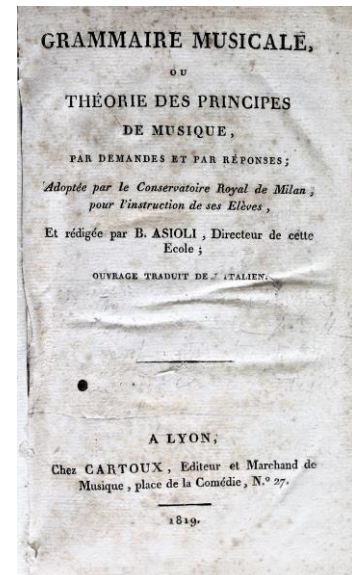 GRAMMAIRE MUSICALE,
OU
THÉORIE DES PRINCIPES
DE MUSIQUE,
PAR DEMANDES ET PAR RÉPONSES;
Adoptée par le Conservatoire Royal de Milan,
pour l'instruction de ses Elèves,
Et rédigée par B. ASIOLI, Directeur de cette
Ecole;
OUVRAGE TRADUIT DE L'ITALIEN.
A LYON,
Chez CARTOUX, Editeur et Marchand de
Musique, place de la Comédie, N.º 27.
1819.